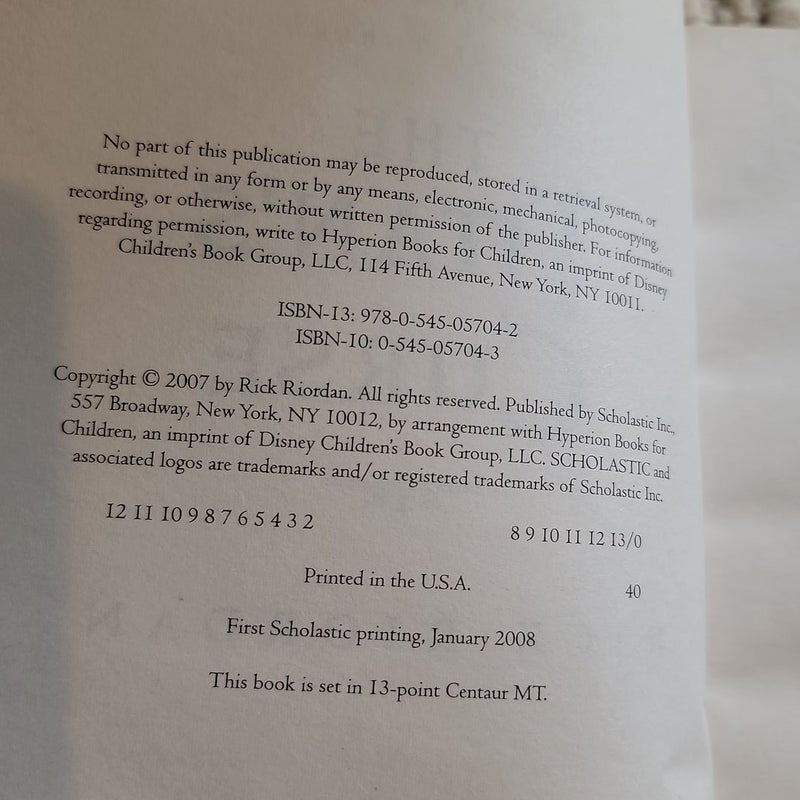 No part of this publication may be reproduced, stored in a retrieval system, or
transmitted in any form or by any means, electronic, mechanical, photocopying,
recording, or otherwise, without written permission of the publisher. For information
regarding permission, write to Hyperion Books for Children, an imprint of Disney
Children's Book Group, LLC, 114 Fifth Avenue, New York, NY 10011.
ISBN-13: 978-0-545-05704-2
ISBN-10: 0-545-05704-3
Copyright © 2007 by Rick Riordan. All rights reserved. Published by Scholastic Inc.,
557 Broadway, New York, NY 10012, by arrangement with Hyperion Books for
Children, an imprint of Disney Children's Book Group, LLC. SCHOLASTIC and
associated logos are trademarks and/or registered trademarks of Scholastic Inc.
12 11 10 9 8 7 6 5 4 3 2 8 9 10 11 12 13/0
Printed in the U.S.A. 40
First Scholastic printing, January 2008
This book is set in 13-point Centaur MT.